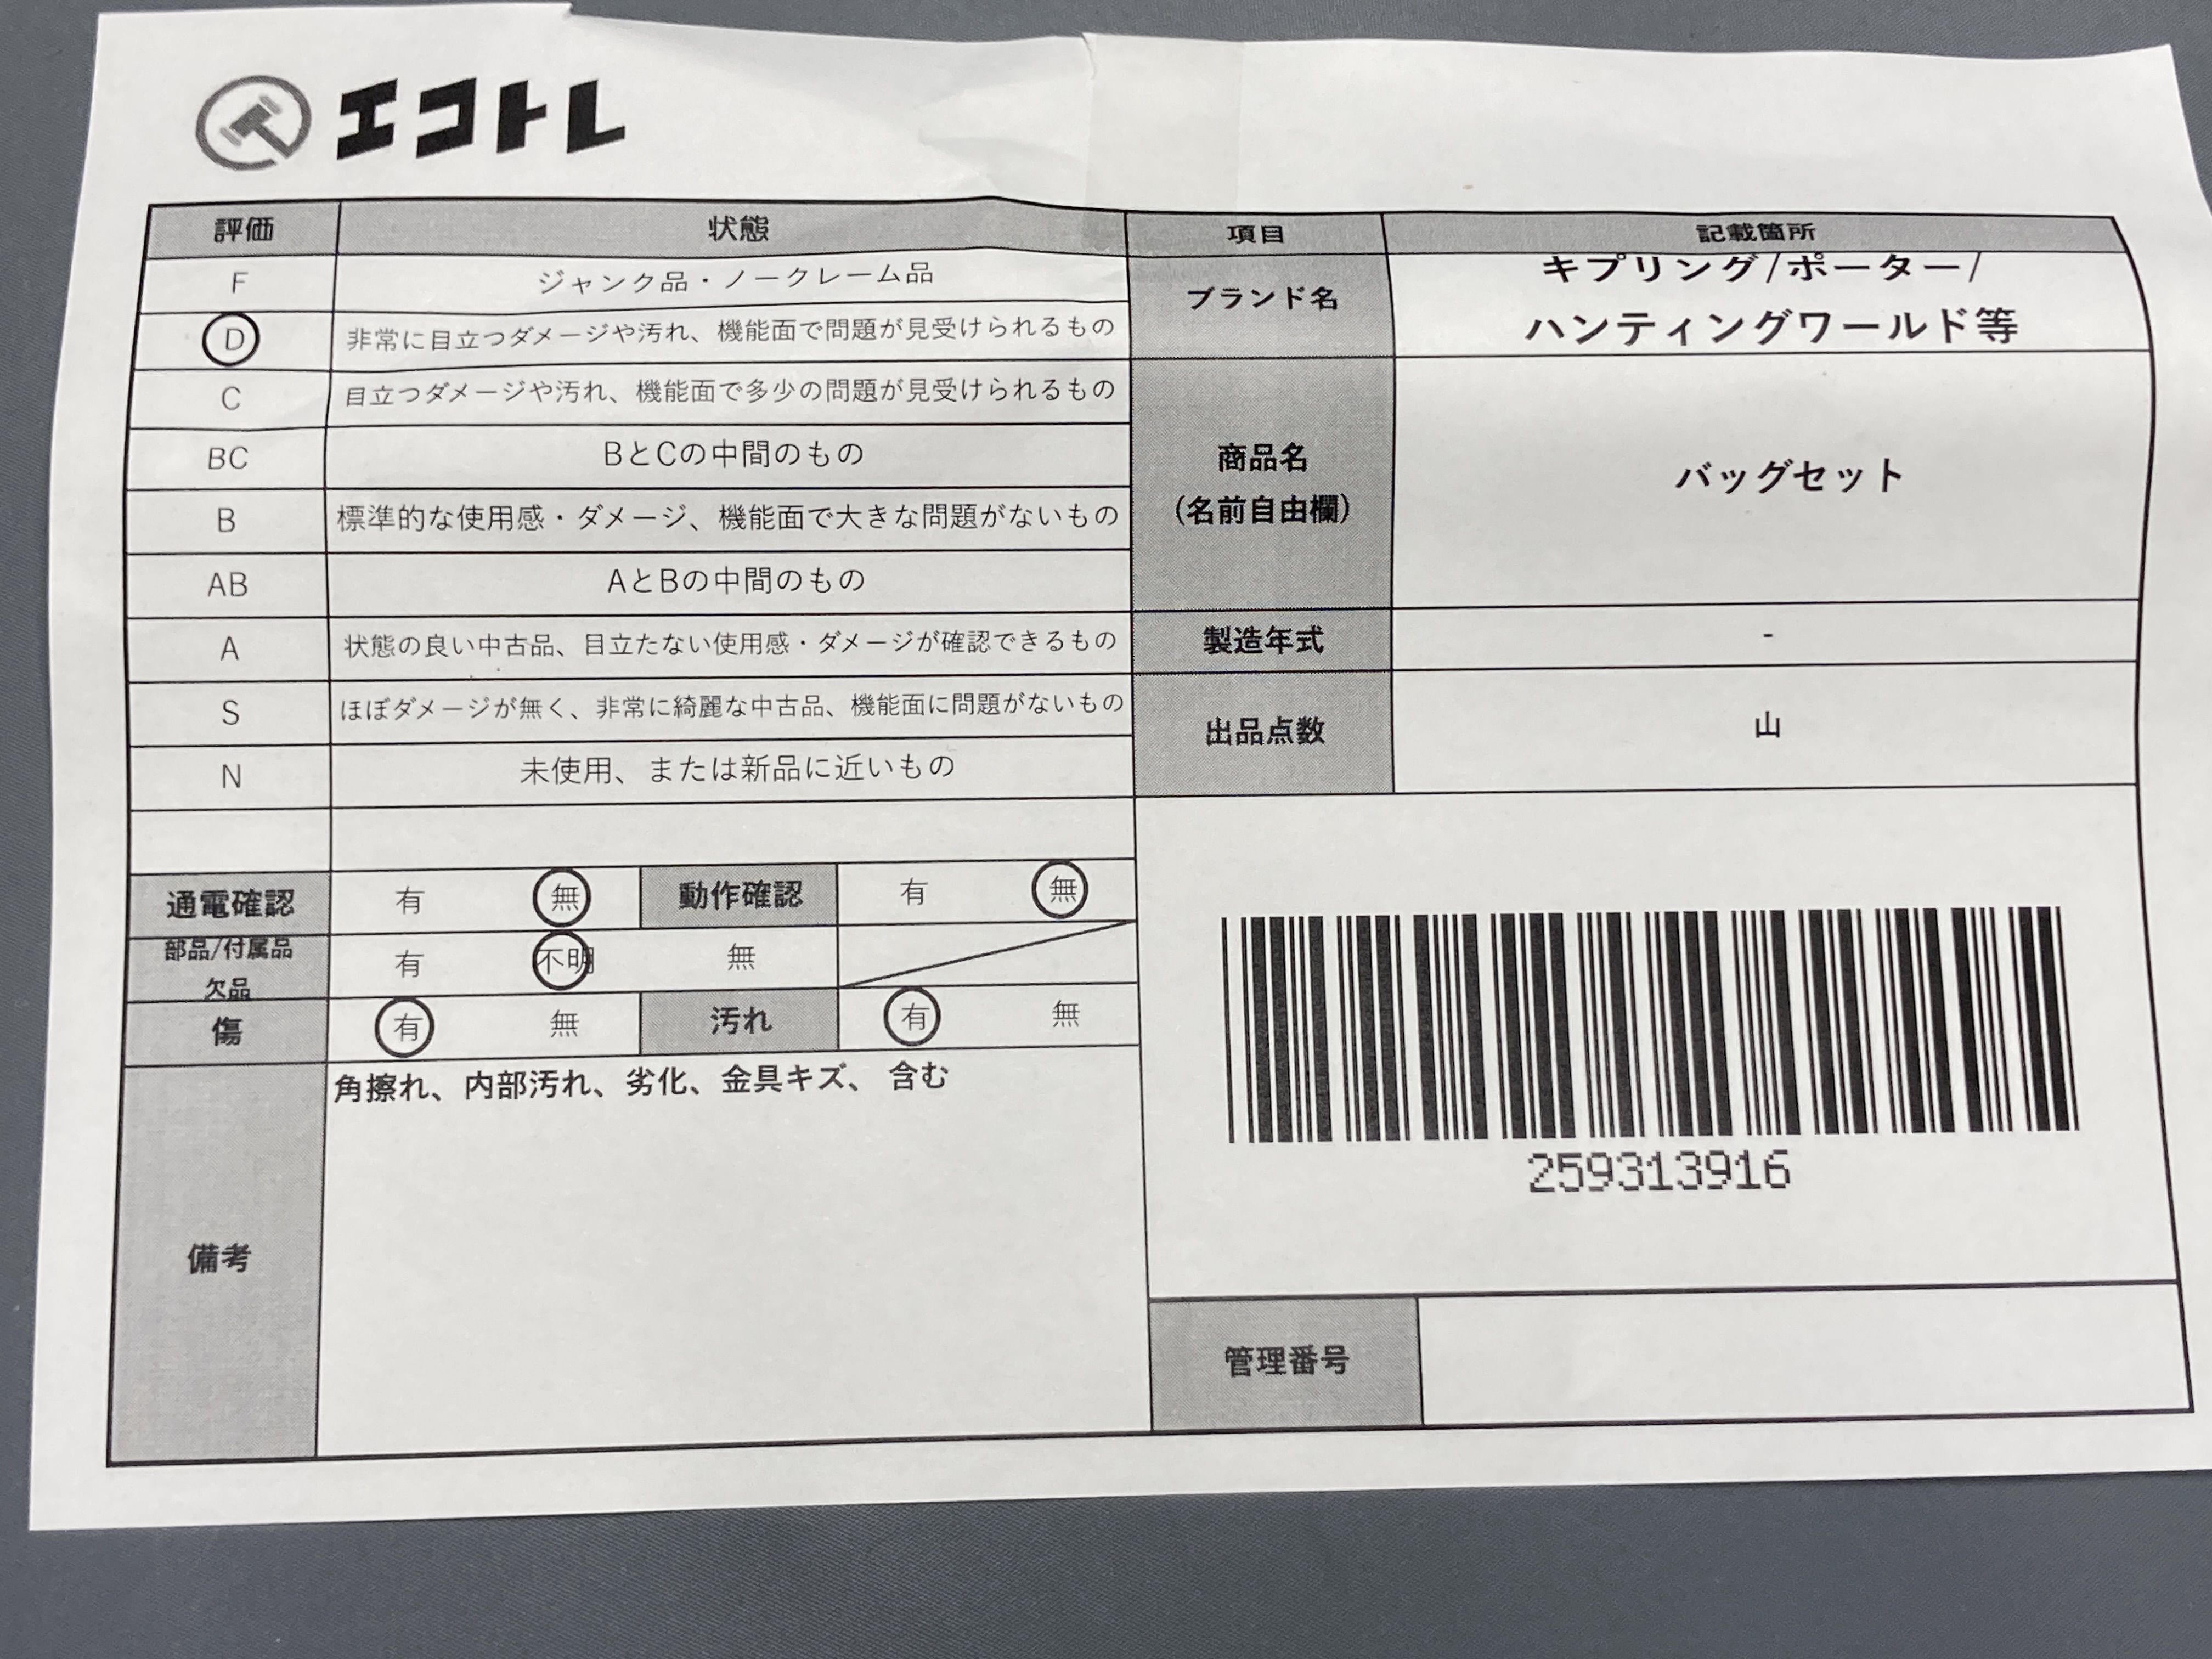 エコトレ
評価 状態 項目 記載箇所
F ジャンク品・ノークレーム品
D 非常に目立つダメージや汚れ、機能面で問題が見受けられるもの
C 目立つダメージや汚れ、機能面で多少の問題が見受けられるもの
BC BとCの中間のもの
B 標準的な使用感・ダメージ、機能面で大きな問題がないもの
AB AとBの中間のもの
A 状態の良い中古品、目立たない使用感・ダメージが確認できるもの
S ほぼダメージが無く、非常に綺麗な中古品、機能面に問題がないもの
N 未使用、または新品に近いもの
ブランド名
キプリング/ポーター/
ハンティングワールド等
商品名
(名前自由欄)
バッグセット
製造年式 -
出品点数 山
通電確認 有 無 動作確認 有 無
部品/付属品
欠品
有 不明 無
傷 有 無 汚れ 有 無
備考
角擦れ、内部汚れ、劣化、金具キズ、 含む
259313916
管理番号